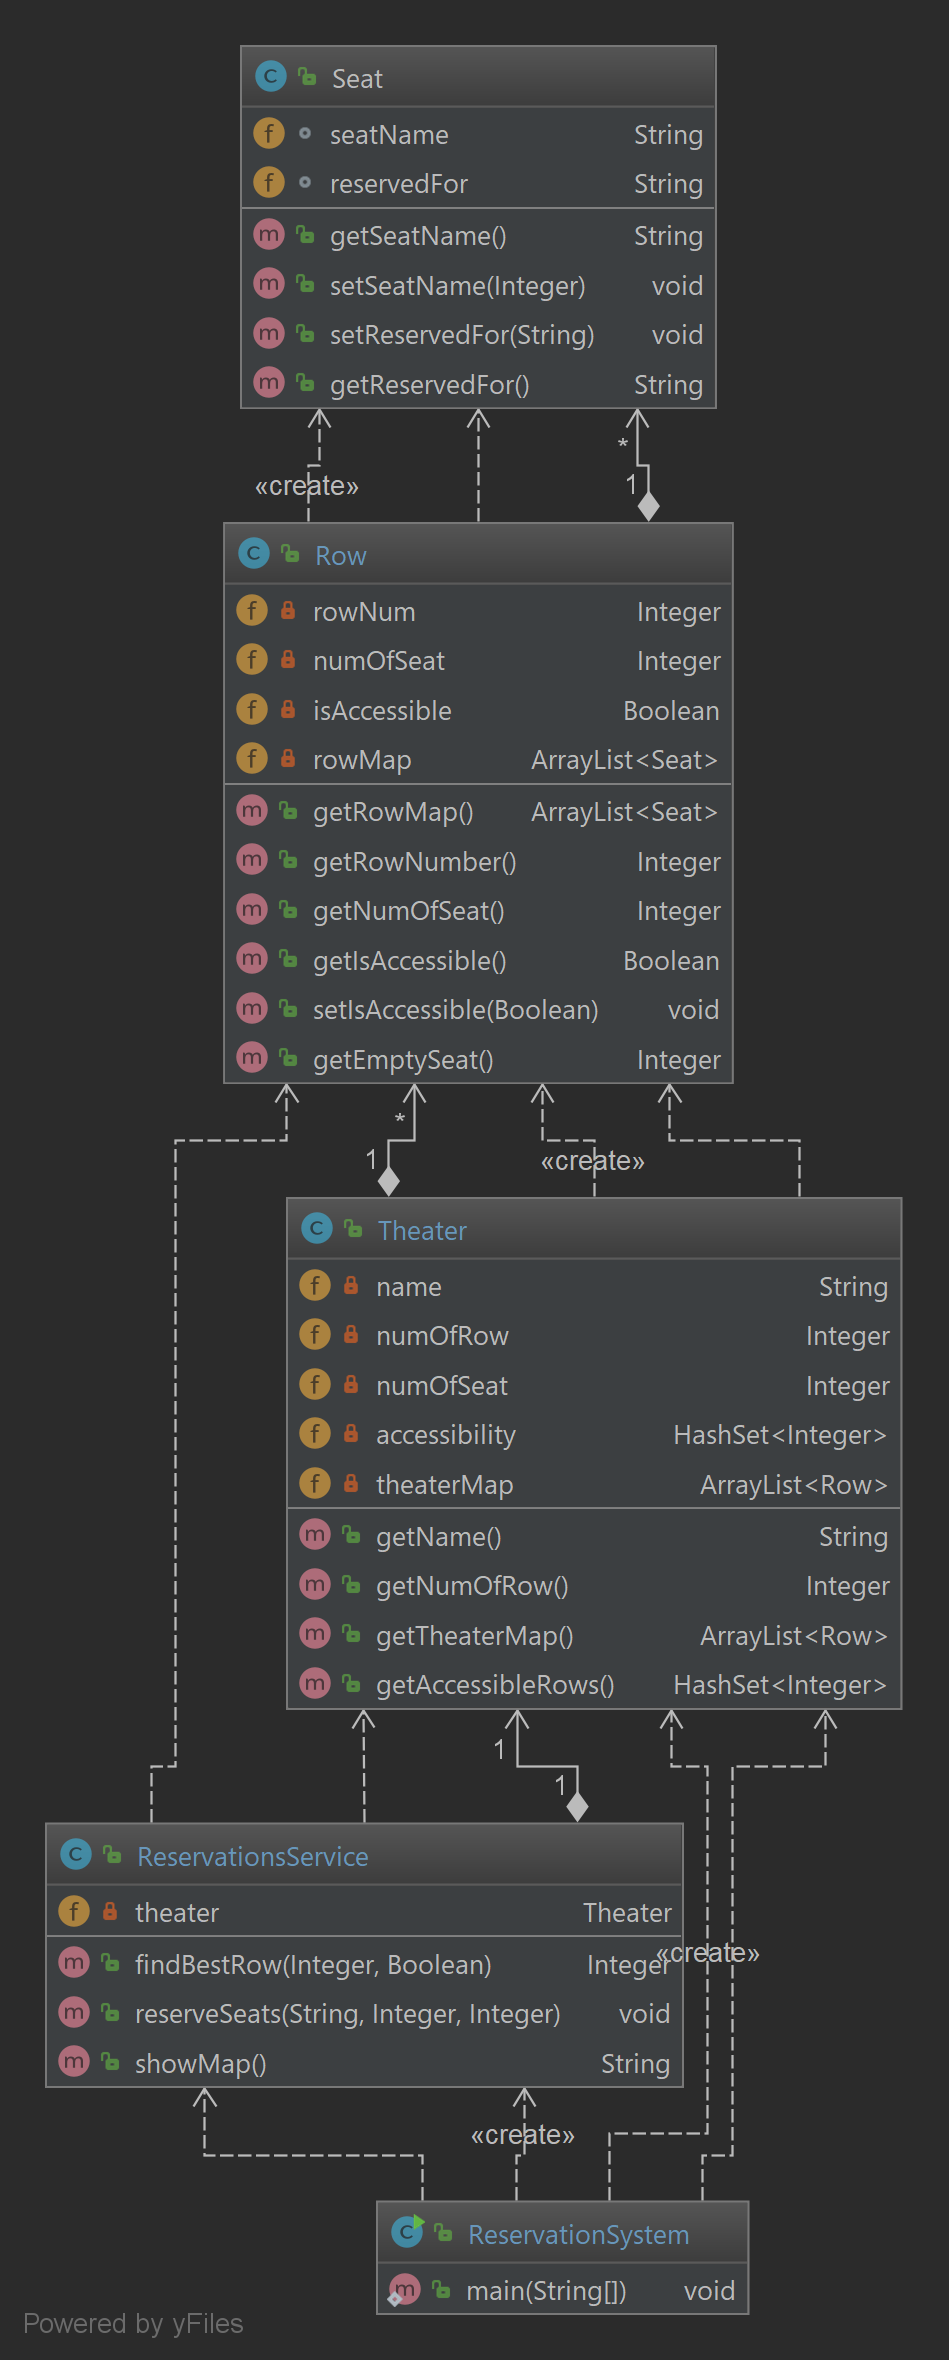 Seat
seatName String
reservedFor String
getSeatName() String
setSeatName(Integer) void
setReservedFor(String) void
getReservedFor() String
*
«create»
1
Row
rowNum Integer
numOfSeat Integer
isAccessible Boolean
rowMap ArrayList<Seat>
getRowMap() ArrayList<Seat>
getRowNumber() Integer
getNumOfSeat() Integer
getIsAccessible() Boolean
setIsAccessible(Boolean) void
getEmptySeat() Integer
*
1
«create»
Theater
name String
numOfRow Integer
numOfSeat Integer
accessibility HashSet<Integer>
theaterMap ArrayList<Row>
getName() String
getNumOfRow() Integer
getTheaterMap() ArrayList<Row>
getAccessibleRows() HashSet<Integer>
1
1
ReservationsService
theater Theater
«create»
findBestRow(Integer, Boolean) Integer
reserveSeats(String, Integer, Integer) void
showMap() String
«create»
ReservationSystem
main(String[]) void
Powered by yFiles